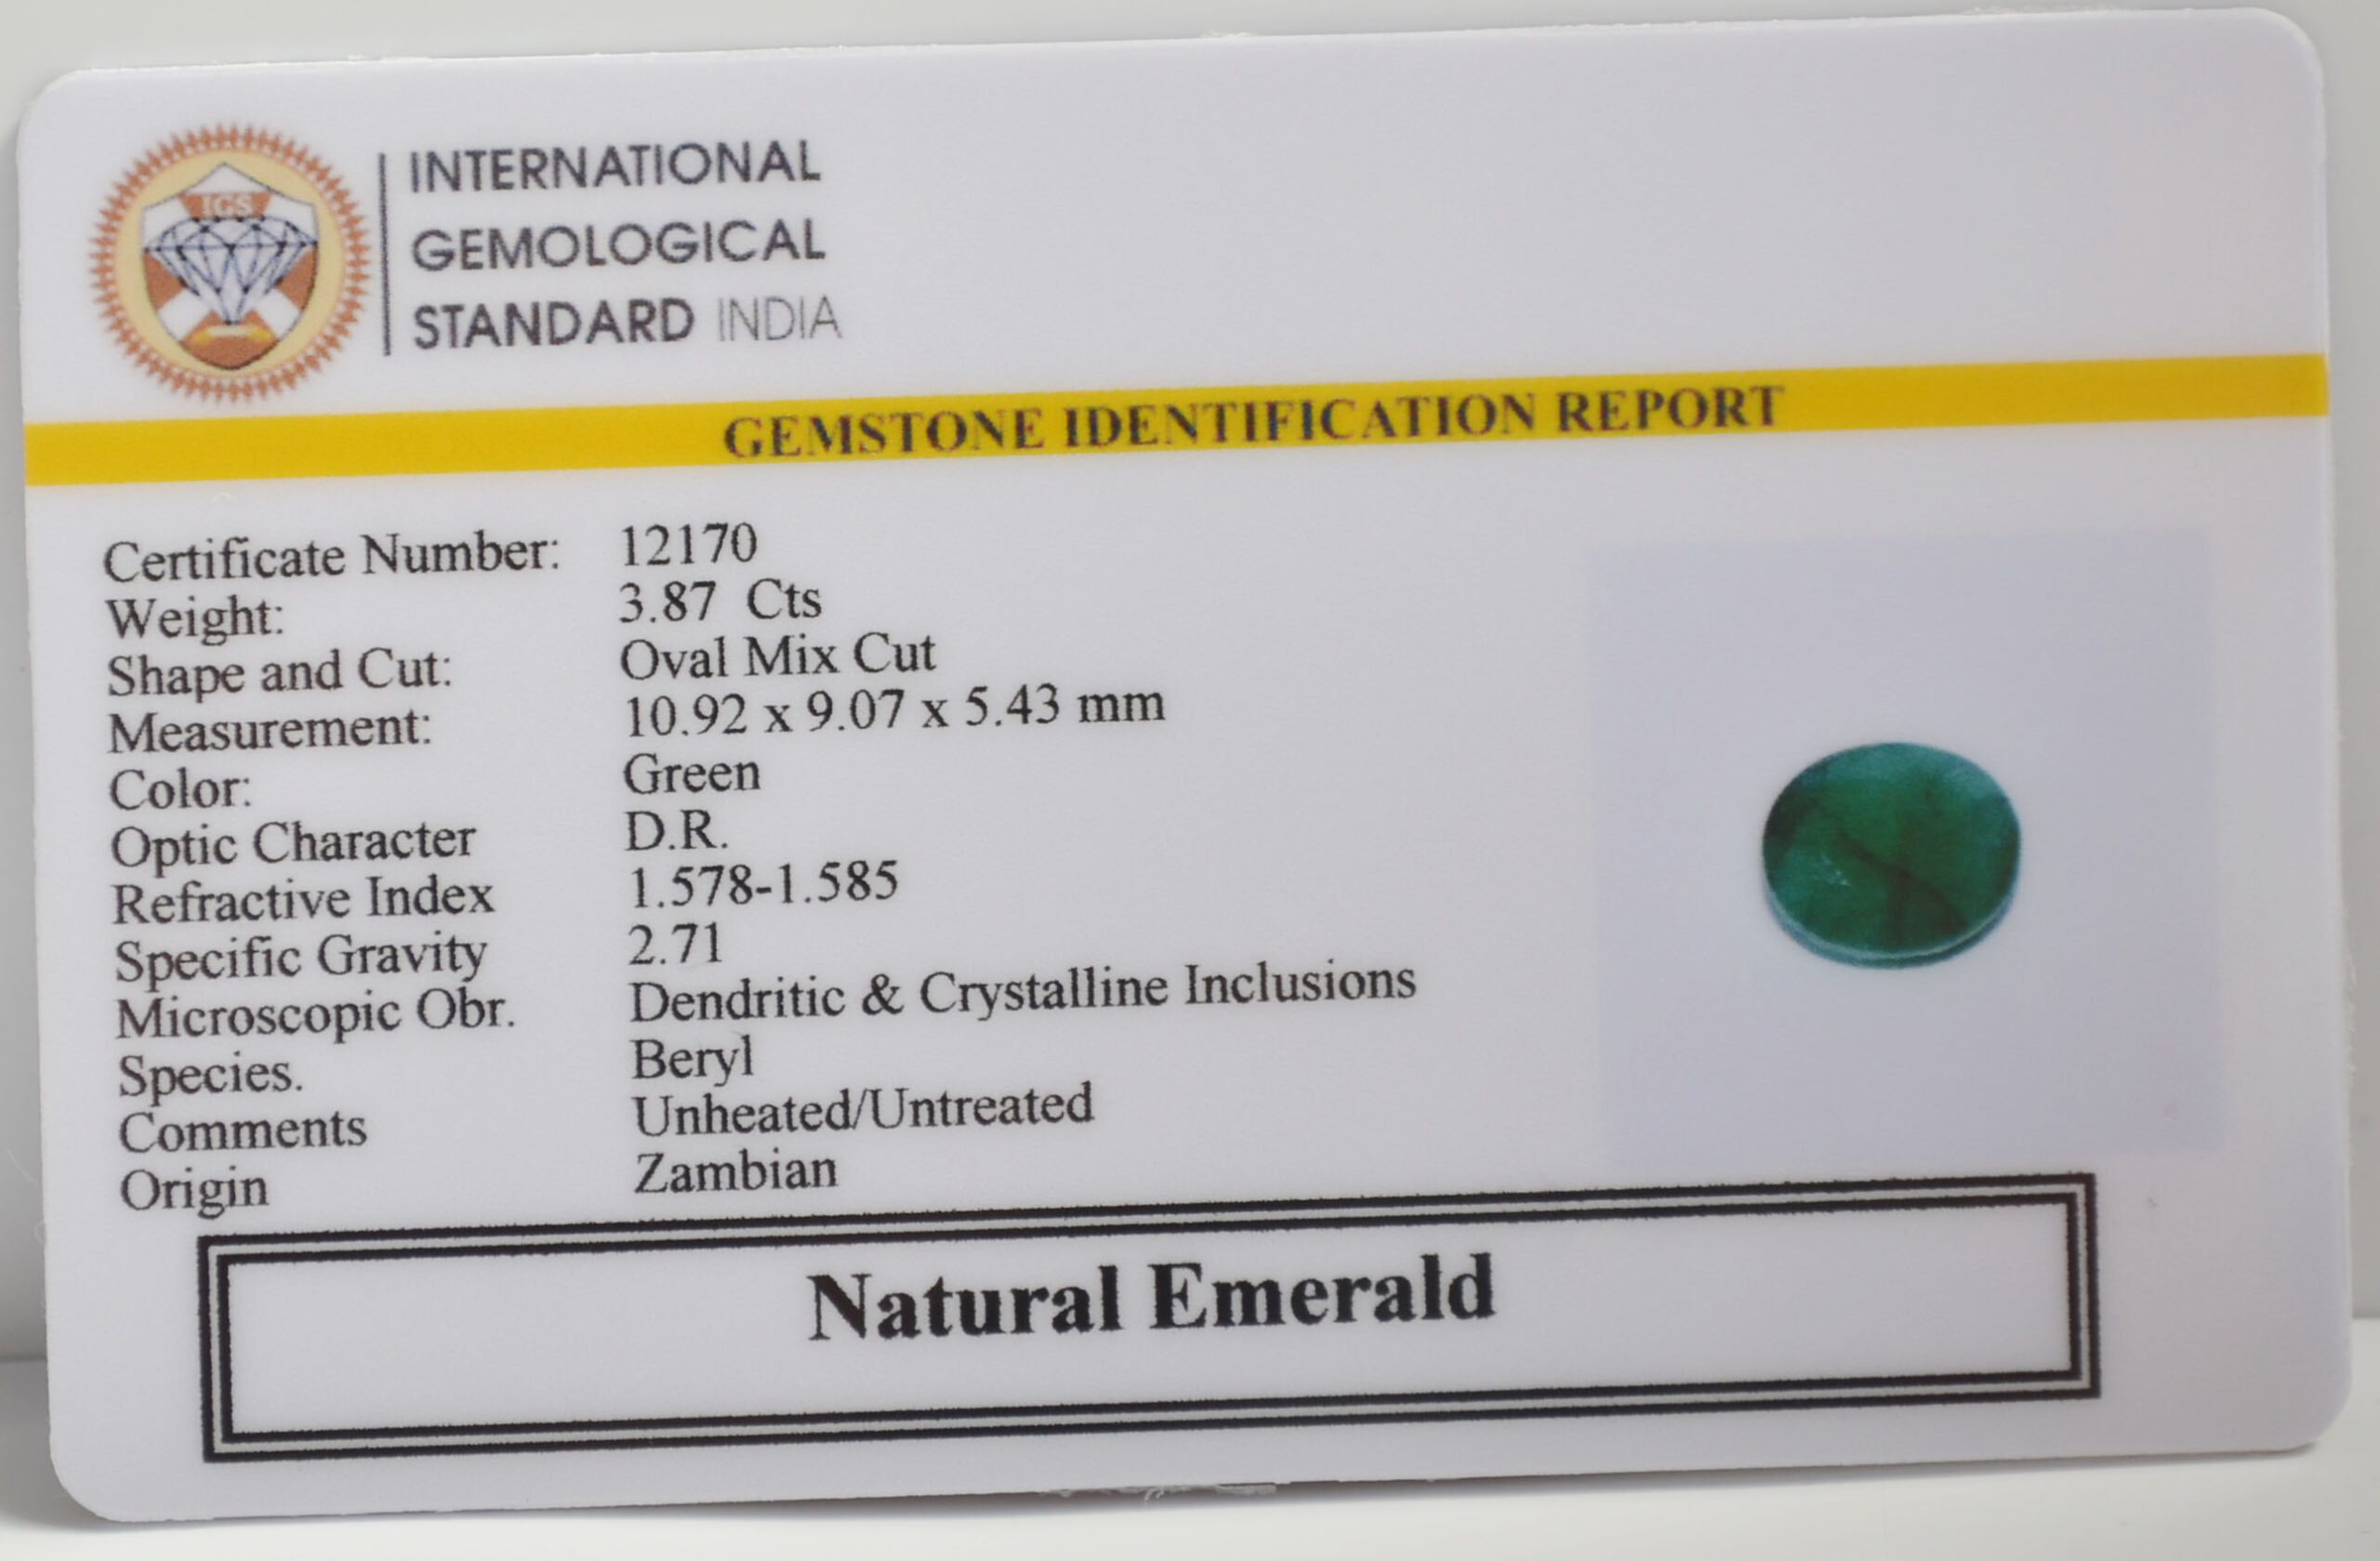 IGS
INTERNATIONAL
GEMOLOGICAL
STANDARD INDIA
GEMSTONE IDENTIFICATION REPORT
Certificate Number: 12170
Weight: 3.87 Cts
Shape and Cut: Oval Mix Cut
Measurement: 10.92 x 9.07 x 5.43 mm
Color: Green
Optic Character D.R.
Refractive Index 1.578-1.585
Specific Gravity 2.71
Microscopic Obr. Dendritic & Crystalline Inclusions
Species. Beryl
Comments Unheated/Untreated
Origin Zambian
Natural Emerald